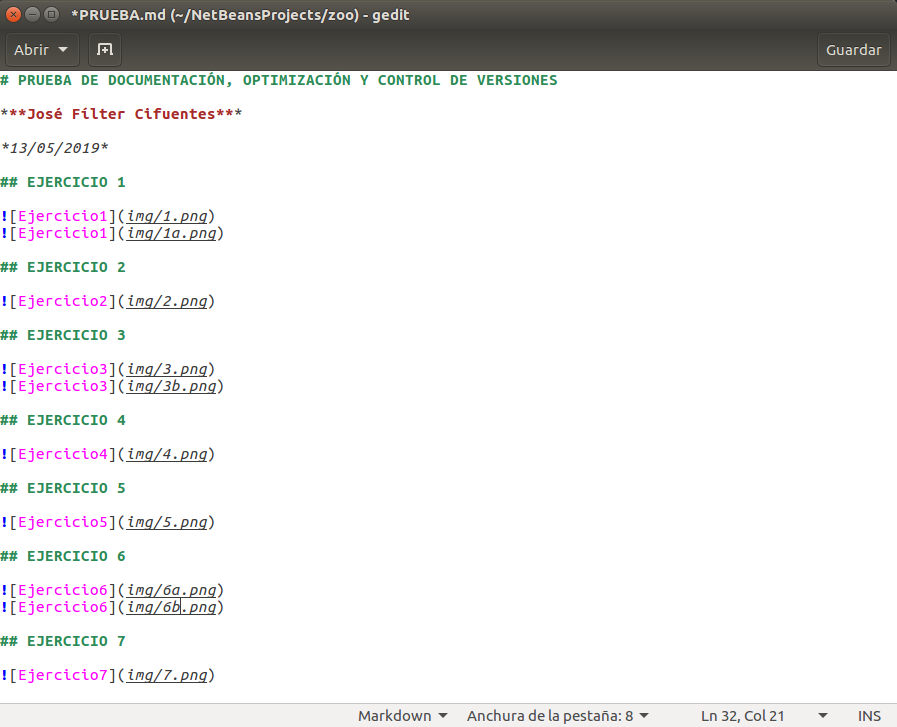 *PRUEBA.md (~/NetBeansProjects/zoo) - gedit
Abrir
Guardar
# PRUEBA DE DOCUMENTACIÓN, OPTIMIZACIÓN Y CONTROL DE VERSIONES
***José Fílter Cifuentes***
*13/05/2019*
## EJERCICIO 1
![Ejercicio1](img/1.png)
![Ejercicio1](img/1a.png)
## EJERCICIO 2
![Ejercicio2](img/2.png)
## EJERCICIO 3
![Ejercicio3](img/3.png)
![Ejercicio3](img/3b.png)
## EJERCICIO 4
![Ejercicio4](img/4.png)
## EJERCICIO 5
![Ejercicio5](img/5.png)
## EJERCICIO 6
![Ejercicio6](img/6a.png)
![Ejercicio6](img/6b.png)
## EJERCICIO 7
![Ejercicio7](img/7.png)
Markdown Anchura de la pestaña: 8 Ln 32, Col 21 INS